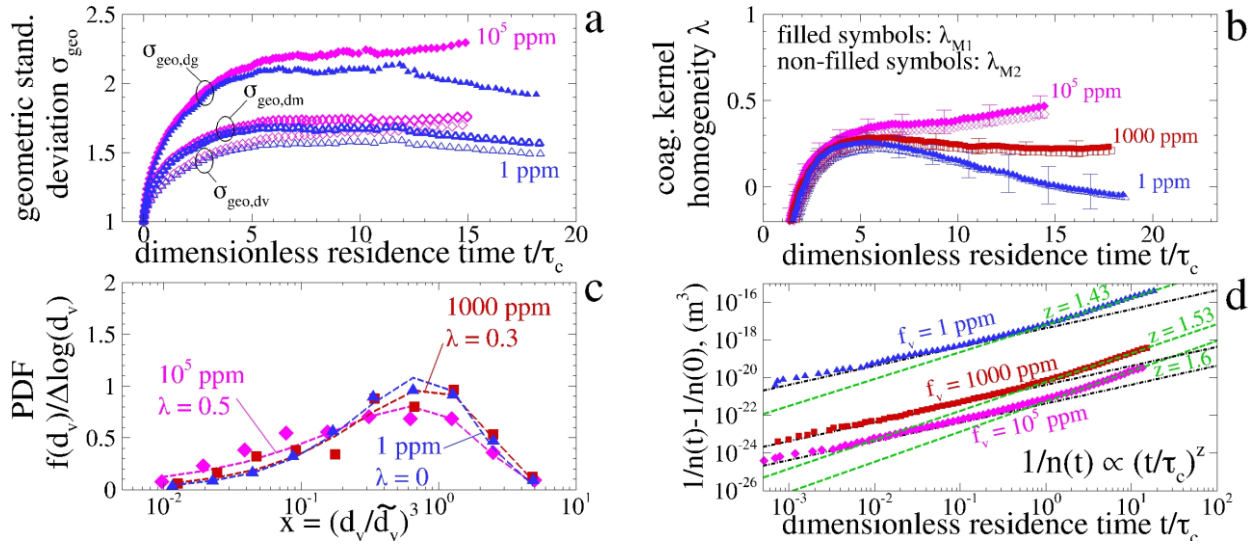 a
geometric stand.
deviation σgeo
2.5
2
1.5
1
σgeo,dg
σgeo,dm
σgeo,dv
10⁵ ppm
1 ppm
0 5 10 15 20
dimensionless residence time t/τc
b
coag. kernel
homogeneity λ
filled symbols: λM1
non-filled symbols: λM2
1
0.5
0
10⁵ ppm
1000 ppm
1 ppm
0 5 10 15 20
dimensionless residence time t/τc
c
PDF
f(dv)/Δlog(dv)
2
1.5
1
0.5
0
1000 ppm
λ = 0.3
10⁵ ppm
λ = 0.5
1 ppm
λ = 0
10⁻² 10⁻¹ 10⁰ 10¹
x = (dv/d̃v)³
d
1/n(t)-1/n(0), (m³)
10⁻¹⁶
10⁻¹⁸
10⁻²⁰
10⁻²²
10⁻²⁴
10⁻²⁶
fv = 1 ppm
z = 1.43
fv = 1000 ppm
z = 1.53
fv = 10⁵ ppm
z = 1.6
1/n(t) ∝ (t/τc)ᶻ
10⁻³ 10⁻² 10⁻¹ 10⁰ 10¹ 10²
dimensionless residence time t/τc